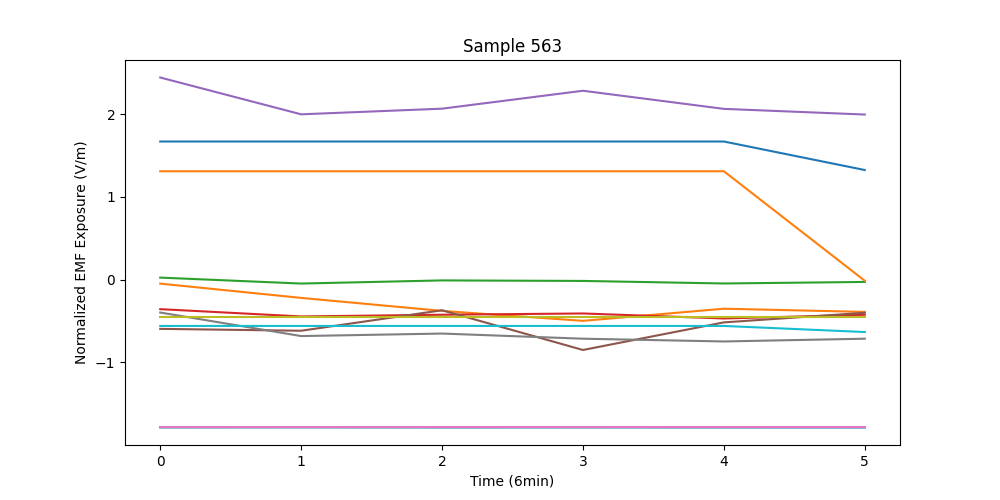 Sample 563
Normalized EMF Exposure (V/m)
2
1
0
−1
0 1 2 3 4 5
Time (6min)